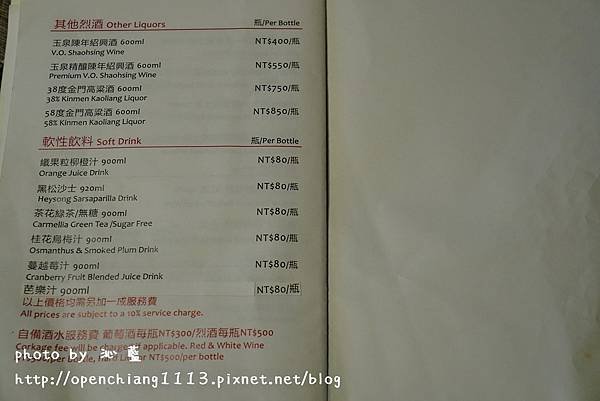 其他烈酒 Other Liquors 瓶/Per Bottle
玉泉陳年紹興酒 600ml NT$400/瓶
V.O. Shaohsing Wine
玉泉精釀陳年紹興酒 600ml NT$550/瓶
Premium V.O. Shaohsing Wine
38度金門高粱酒 600ml NT$750/瓶
38% Kinmen Kaoliang Liquor
58度金門高粱酒 600ml NT$850/瓶
58% Kinmen Kaoliang Liquor
軟性飲料 Soft Drink 瓶/Per Bottle
纖果粒柳橙汁 900ml NT$80/瓶
Orange Juice Drink
黑松沙士 920ml NT$80/瓶
Heysong Sarsaparilla Drink
茶花綠茶/無糖 900ml NT$80/瓶
Carmellia Green Tea /Sugar Free
桂花烏梅汁 900ml NT$80/瓶
Osmanthus & Smoked Plum Drink
蔓越莓汁 900ml NT$80/瓶
Cranberry Fruit Blended Juice Drink
芭樂汁 900ml NT$80/瓶
以上價格均需另加一成服務費
All prices are subject to a 10% service charge.
自備酒水服務費 葡萄酒每瓶NT$300/烈酒每瓶NT$500
Corkage fee will be charged if applicable. Red & White Wine
/per bottle, Hard Liquor NT$500/per bottle
photo by 沁藍
http://openchiang1113.pixnet.net/blog